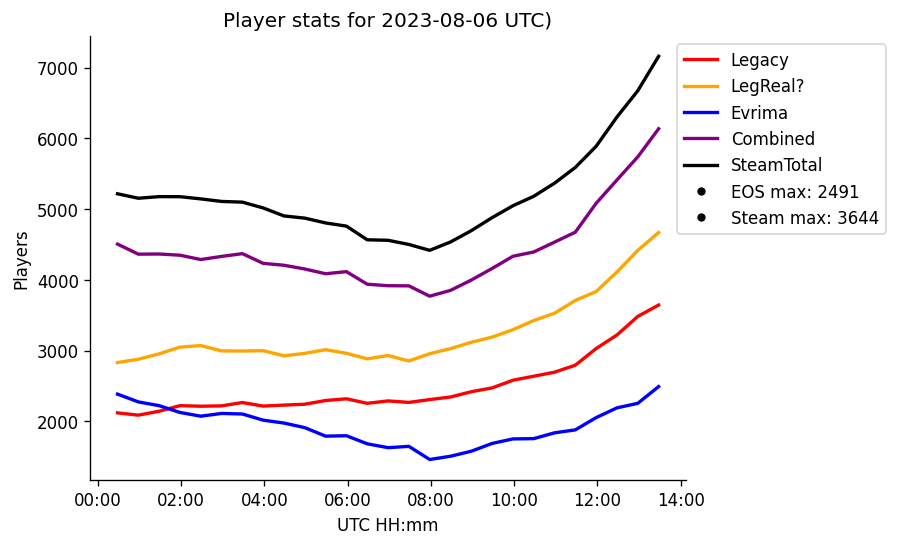 Player stats for 2023-08-06 UTC)
7000
6000
5000
4000
3000
2000
Players
00:00 02:00 04:00 06:00 08:00 10:00 12:00 14:00
UTC HH:mm
Legacy
LegReal?
Evrima
Combined
SteamTotal
EOS max: 2491
Steam max: 3644